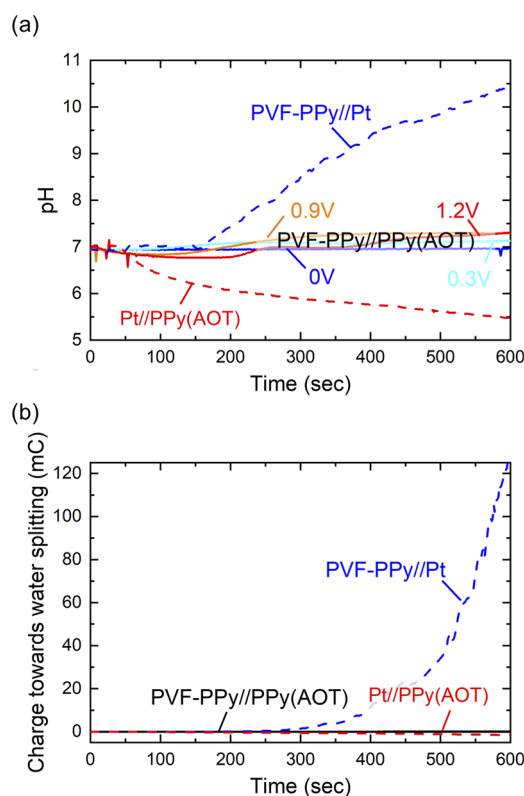 (a)
11
10
9
8
7
6
5
pH
PVF-PPy//Pt
0.9V
1.2V
PVF-PPy//PPy(AOT)
0V
0.3V
Pt//PPy(AOT)
0 100 200 300 400 500 600
Time (sec)
(b)
120
100
80
60
40
20
0
Charge towards water splitting (mC)
PVF-PPy//Pt
PVF-PPy//PPy(AOT)
Pt//PPy(AOT)
0 100 200 300 400 500 600
Time (sec)